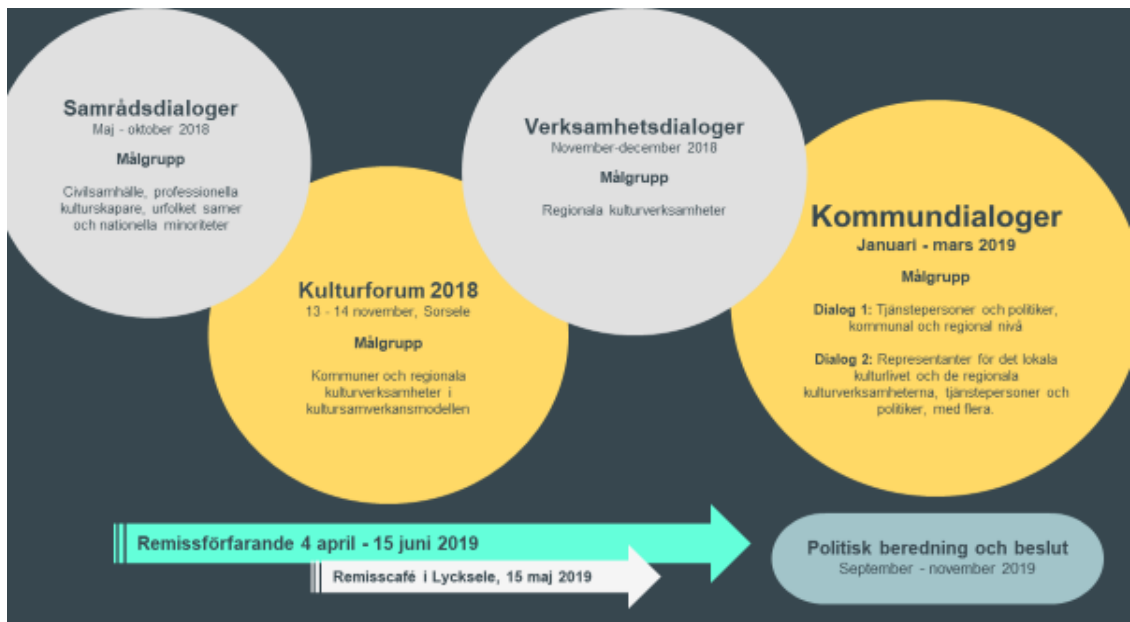 Samrådsdialoger
Maj - oktober 2018
Målgrupp
Civilsamhälle, professionella
kulturskapare, urfolket samer
och nationella minoriteter
Kulturforum 2018
13 - 14 november, Sorsele
Målgrupp
Kommuner och regionala
kulturverksamheter i
kultursamverkansmodellen
Verksamhetsdialoger
November-december 2018
Målgrupp
Regionala kulturverksamheter
Kommundialoger
Januari - mars 2019
Målgrupp
Dialog 1: Tjänstepersoner och politiker,
kommunal och regional nivå
Dialog 2: Representanter för det lokala
kulturlivet och de regionala
kulturverksamheterna, tjänstepersoner och
politiker, med flera.
Remissförfarande 4 april - 15 juni 2019
Remisscafé i Lycksele, 15 maj 2019
Politisk beredning och beslut
September - november 2019